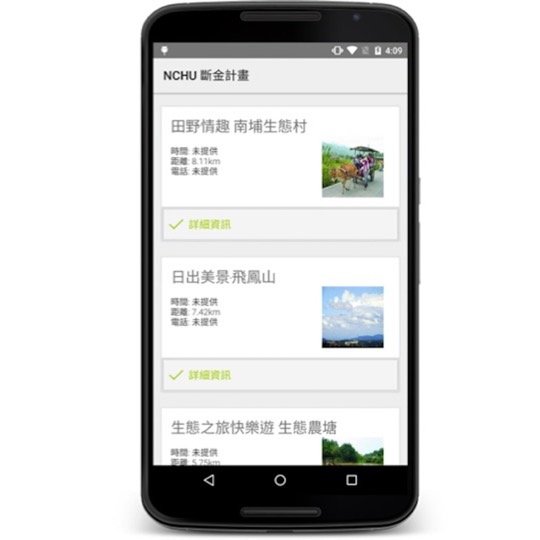 4:09
NCHU 斷金計畫
田野情趣 南埔生態村
時間: 未提供
距離: 8.11km
電話: 未提供
詳細資訊
日出美景‧飛鳳山
時間: 未提供
距離: 7.42km
電話: 未提供
詳細資訊
生態之旅快樂遊 生態農塘
時間: 未提供
距離: 5.75km